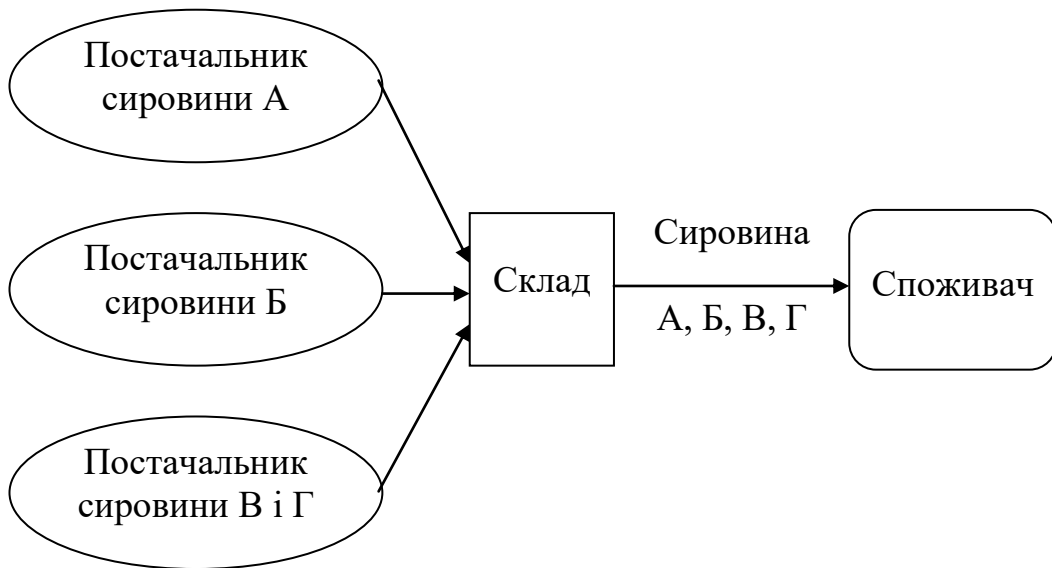 Постачальник
сировини А
Постачальник
сировини Б
Постачальник
сировини В і Г
Склад
Сировина
А, Б, В, Г
Споживач